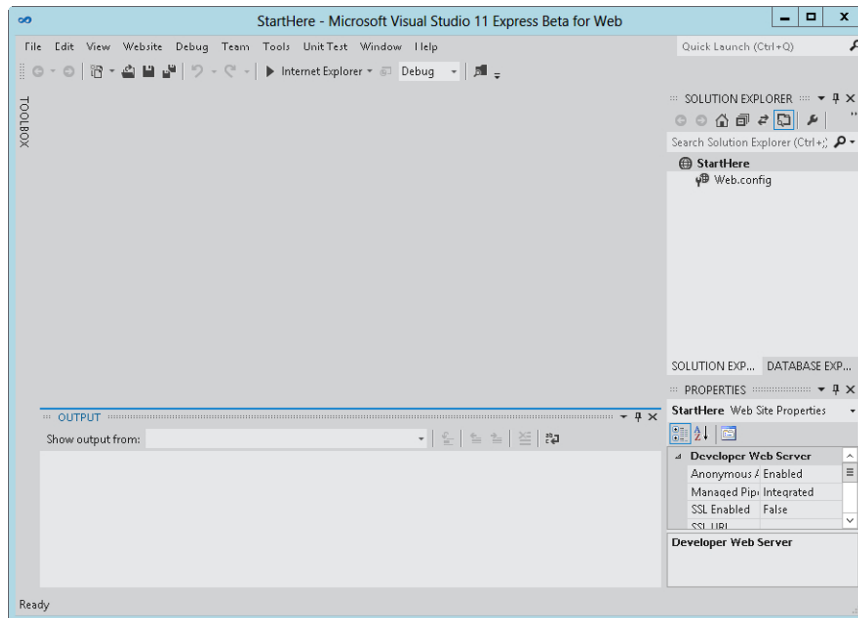 StartHere - Microsoft Visual Studio 11 Express Beta for Web
File Edit View Website Debug Team Tools Unit Test Window Help
Quick Launch (Ctrl+Q)
Internet Explorer
Debug
TOOLBOX
SOLUTION EXPLORER
Search Solution Explorer (Ctrl+;)
StartHere
Web.config
SOLUTION EXP... DATABASE EXP...
PROPERTIES
StartHere Web Site Properties
Developer Web Server
Anonymous A Enabled
Managed Pip Integrated
SSL Enabled False
SSL URL
Developer Web Server
OUTPUT
Show output from:
Ready